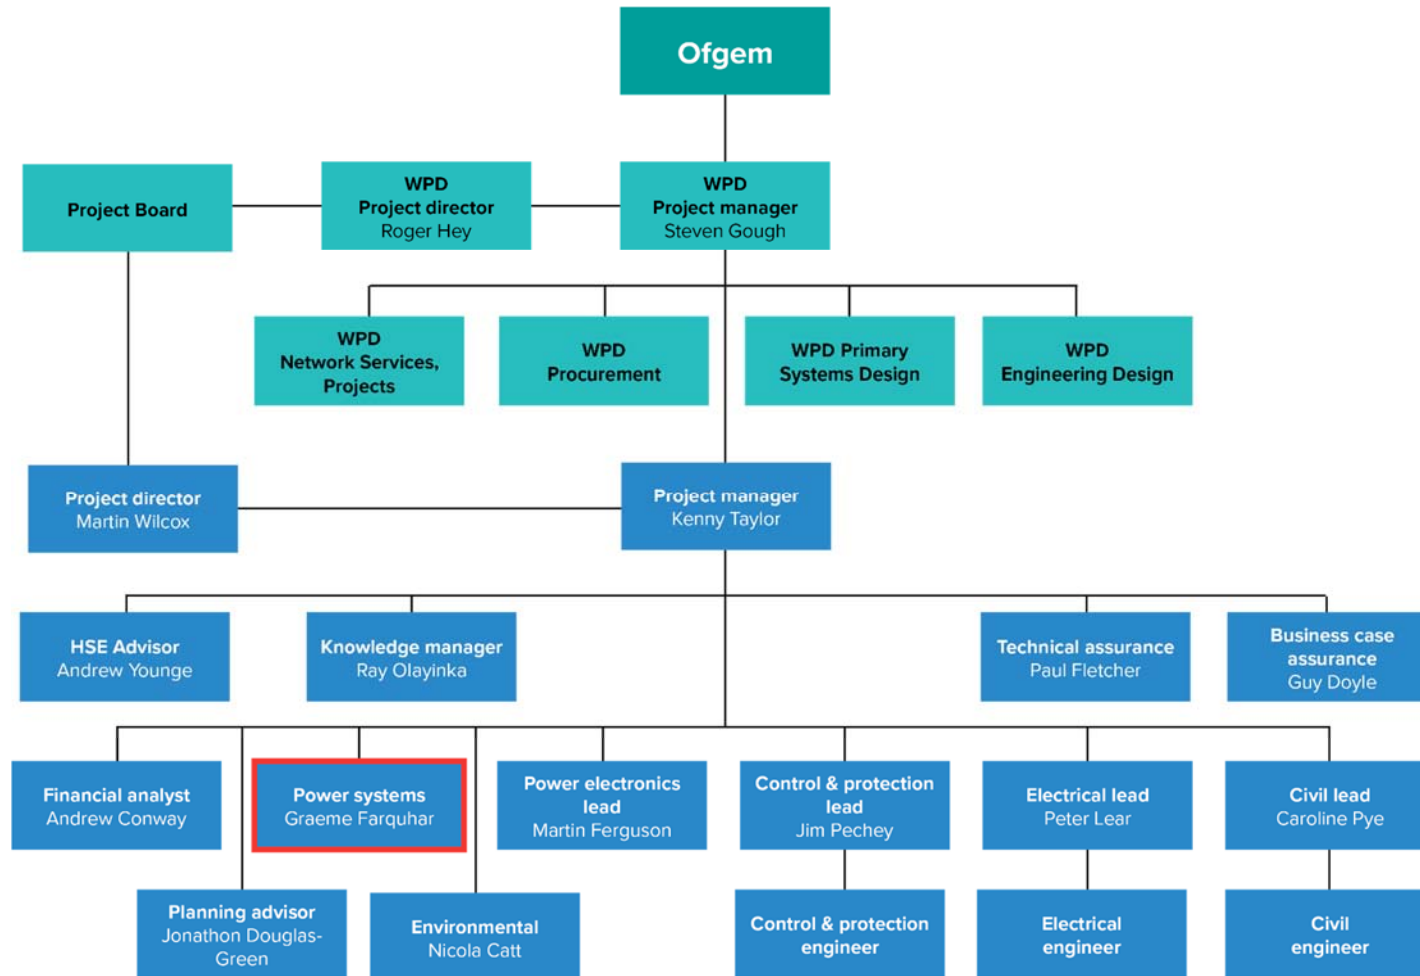 Ofgem
Project Board
WPD
Project director
Roger Hey
WPD
Project manager
Steven Gough
WPD
Network Services,
Projects
WPD
Procurement
WPD Primary
Systems Design
WPD
Engineering Design
Project director
Martin Wilcox
Project manager
Kenny Taylor
HSE Advisor
Andrew Younge
Knowledge manager
Ray Olayinka
Technical assurance
Paul Fletcher
Business case
assurance
Guy Doyle
Financial analyst
Andrew Conway
Power systems
Graeme Farquhar
Power electronics
lead
Martin Ferguson
Control & protection
lead
Jim Pechey
Electrical lead
Peter Lear
Civil lead
Caroline Pye
Planning advisor
Jonathon Douglas-
Green
Environmental
Nicola Catt
Control & protection
engineer
Electrical
engineer
Civil
engineer